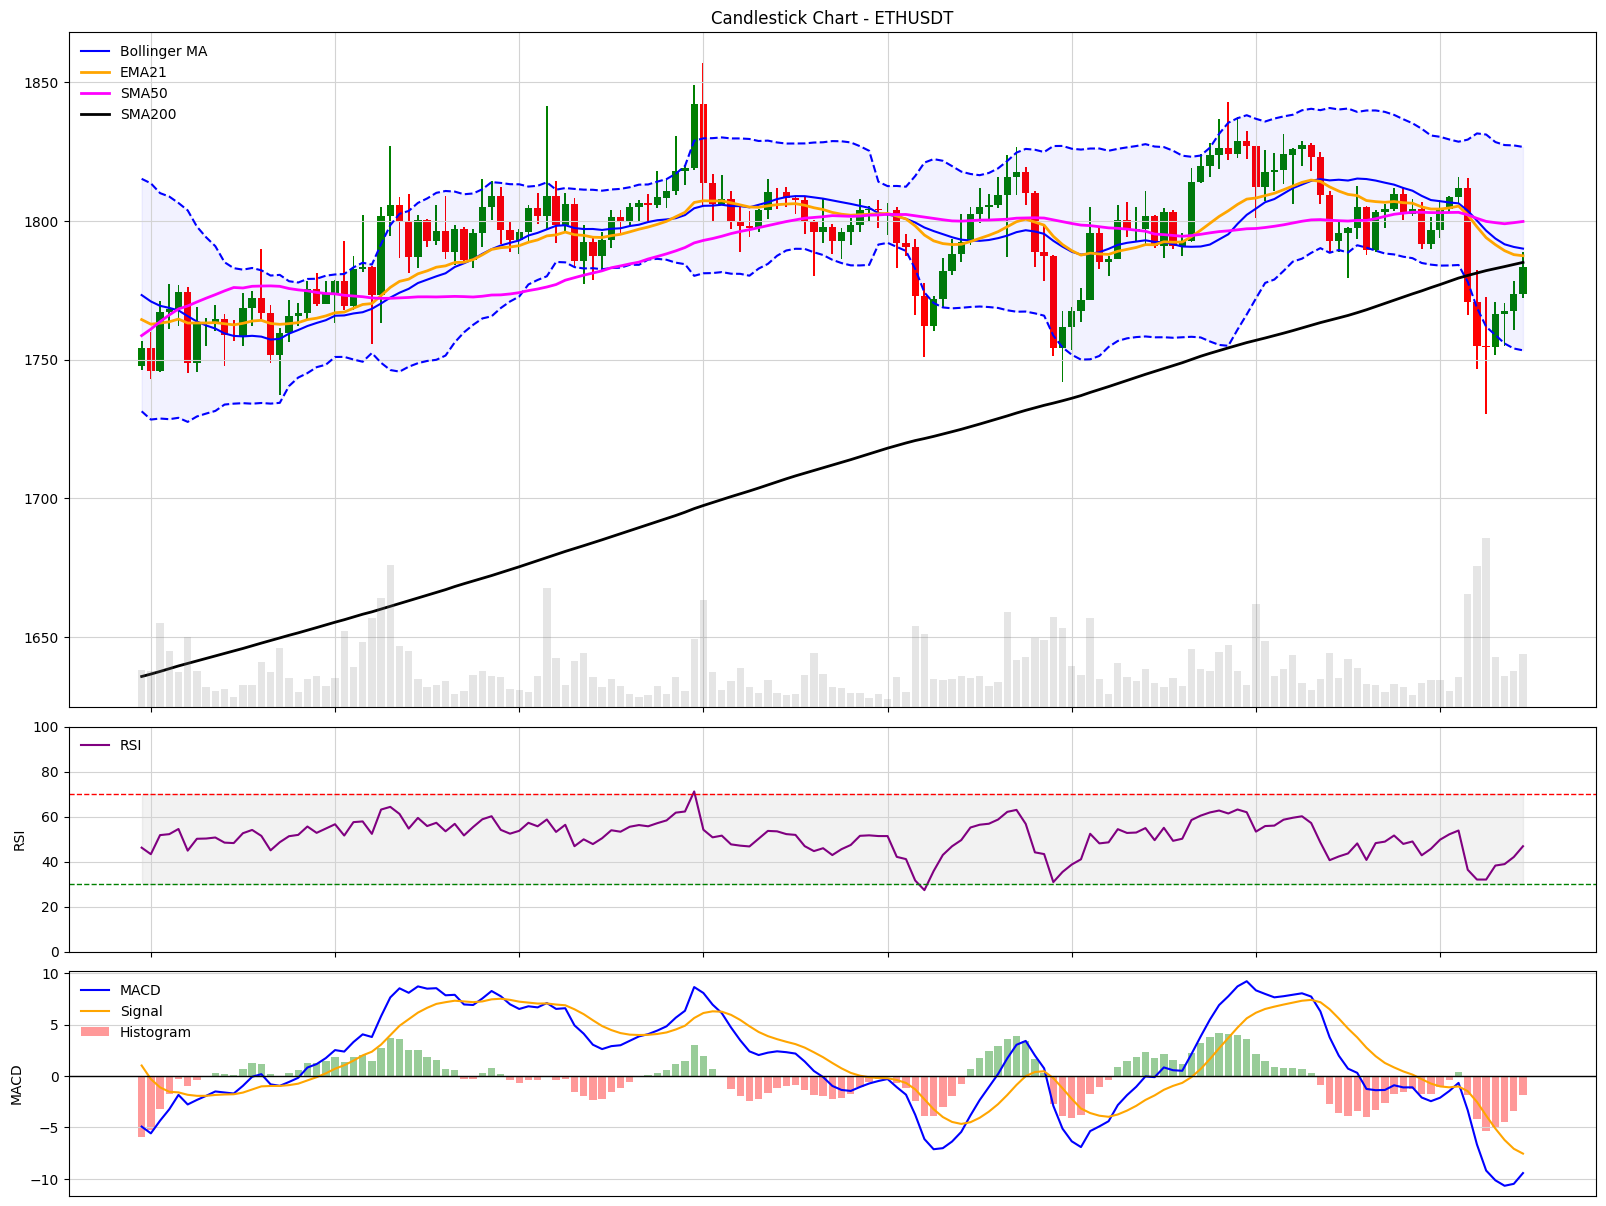 Candlestick Chart - ETHUSDT
Bollinger MA
EMA21
SMA50
SMA200
1850
1800
1750
1700
1650
RSI
RSI
100
80
60
40
20
0
MACD
Signal
Histogram
MACD
10
5
0
−5
−10